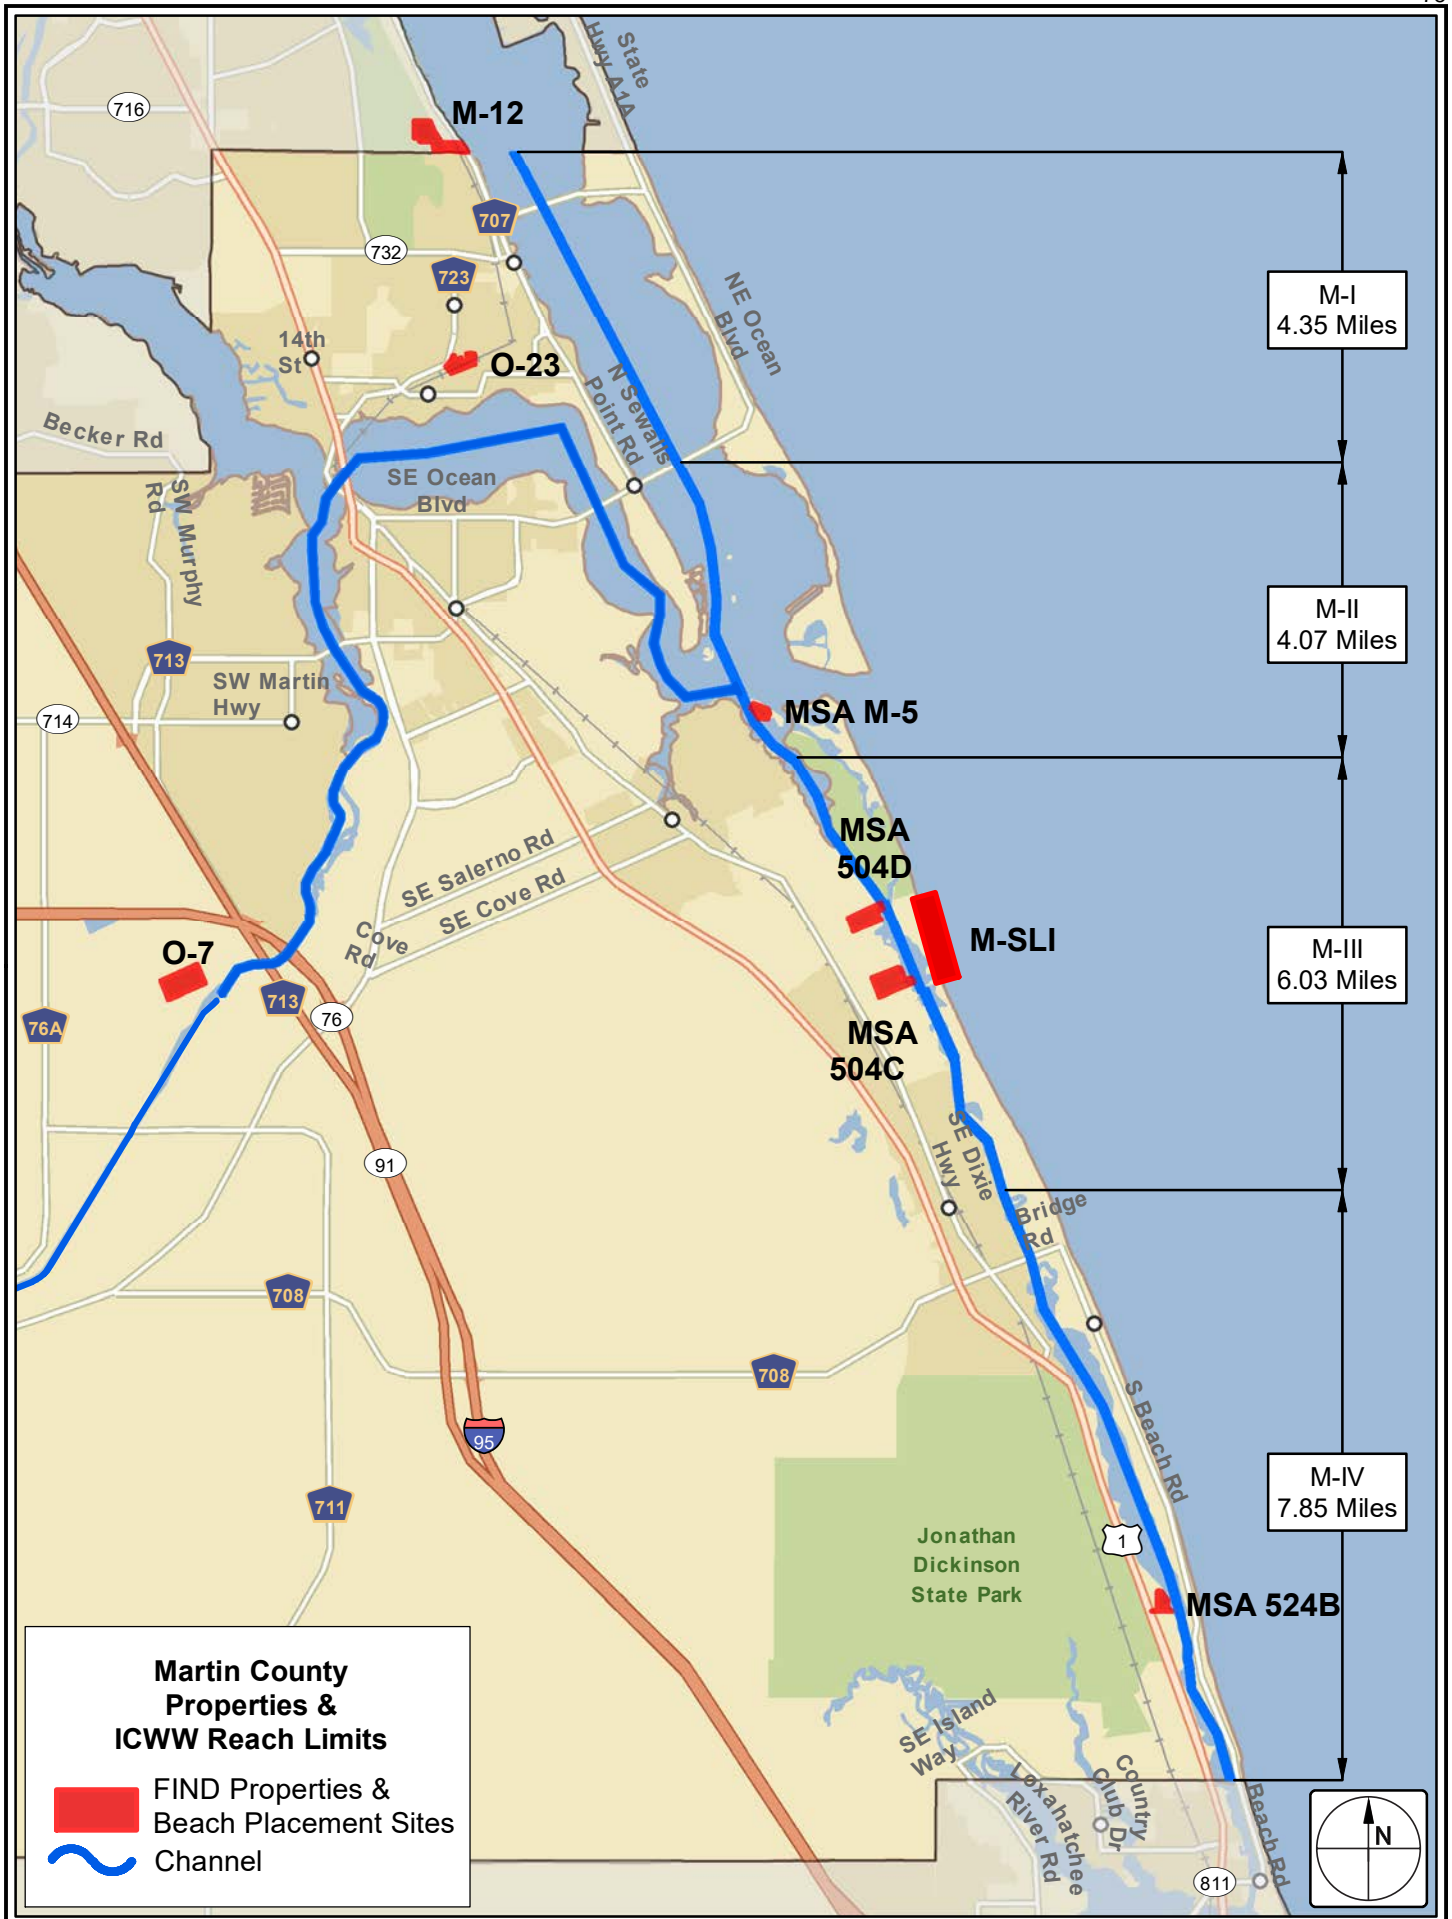 State
Hwy A1A
716
M-12
707
732
723
M-I
4.35 Miles
NE Ocean
Blvd
14th
St
O-23
N Sewalls
Point Rd
Becker Rd
SE Ocean
Blvd
SW Murphy
Rd
M-II
4.07 Miles
713
SW Martin
Hwy
714
MSA M-5
MSA
504D
SE Salerno Rd
SE Cove Rd
Cove
Rd
M-SLI
M-III
6.03 Miles
O-7
713
76
76A
MSA
504C
SE Dixie
Hwy
91
Bridge
Rd
708
708
S Beach Rd
95
M-IV
7.85 Miles
711
1
Jonathan
Dickinson
State Park
MSA 524B
Martin County
Properties &
ICWW Reach Limits
FIND Properties &
Beach Placement Sites
Channel
SE Island
Way
Loxahatchee
River Rd
Country
Club Dr
Beach Rd
811
N